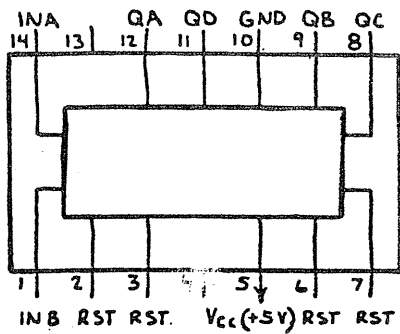 INA QA QD GND QB QC
14 13 12 11 10 9 8
1 2 3 5 6 7
INB RST RST. Vcc(+5V) RST RST